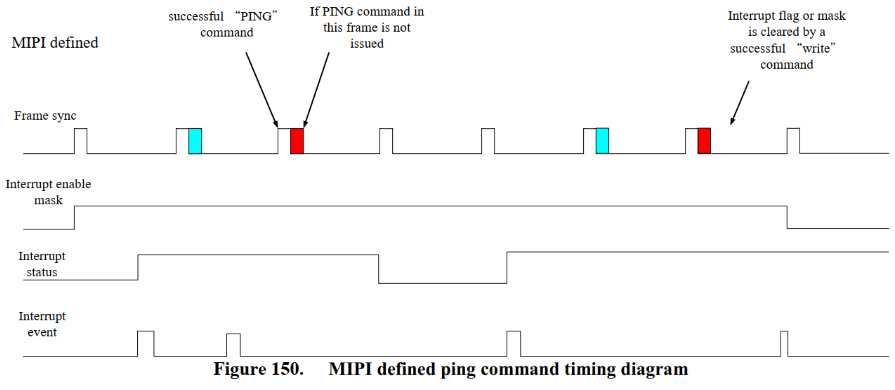 MIPI defined
successful “PING”
command
If PING command in
this frame is not
issued
Interrupt flag or mask
is cleared by a
successful “write”
command
Frame sync
Interrupt enable
mask
Interrupt
status
Interrupt
event
Figure 150. MIPI defined ping command timing diagram